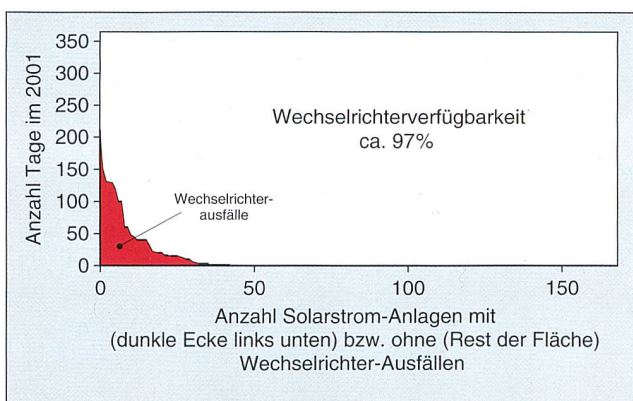 Anzahl Tage im 2001
350
300
250
200
150
100
50
0
Wechselrichterverfügbarkeit
ca. 97%
Wechselrichter-
ausfälle
0
50
100
150
Anzahl Solarstrom-Anlagen mit
(dunkle Ecke links unten) bzw. ohne (Rest der Fläche)
Wechselrichter-Ausfällen